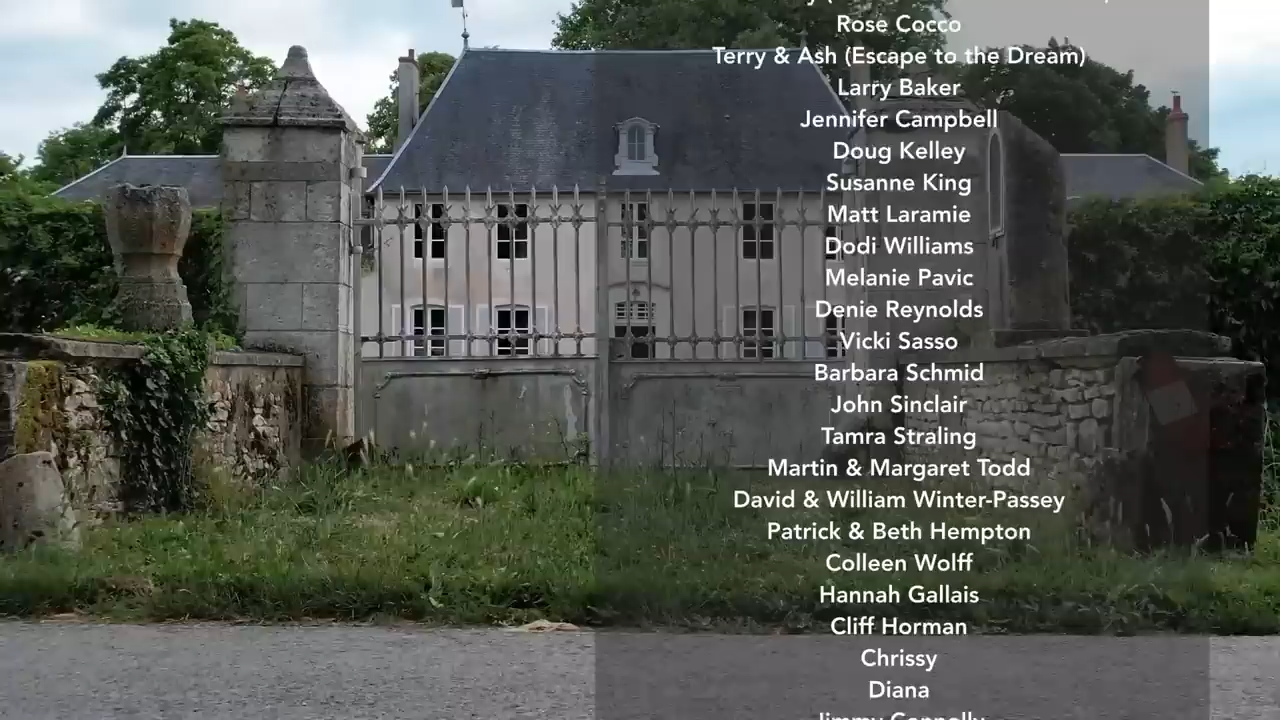 Rose Cocco
Terry & Ash (Escape to the Dream)
Larry Baker
Jennifer Campbell
Doug Kelley
Susanne King
Matt Laramie
Dodi Williams
Melanie Pavic
Denie Reynolds
Vicki Sasso
Barbara Schmid
John Sinclair
Tamra Straling
Martin & Margaret Todd
David & William Winter-Passey
Patrick & Beth Hempton
Colleen Wolff
Hannah Gallais
Cliff Horman
Chrissy
Diana